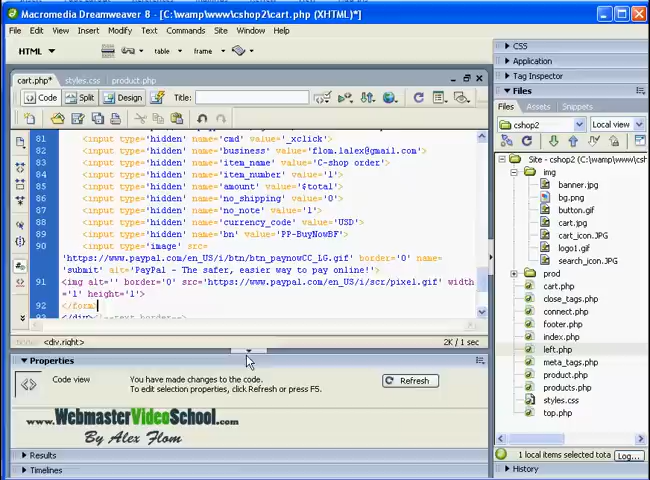 Macromedia Dreamweaver 8 - [C:\wamp\www\cshop2\cart.php (XHTML)*]
File Edit View Insert Modify Text Commands Site Window Help
HTML table frame
CSS
Application
Tag Inspector
Files
cart.php* styles.css product.php
Code Split Design Title:
Files Assets Snippets
cshop2 Local view
81 <input type='hidden' name='cmd' value='_xclick'
82 <input type='hidden' name='business' value='flom.lalex@gmail.com'
83 <input type='hidden' name='item_name' value='C-shop order'
84 <input type='hidden' name='item_number' value='1'
85 <input type='hidden' name='amount' value='$total'
86 <input type='hidden' name='no_shipping' value='0'
87 <input type='hidden' name='no_note' value='1'
88 <input type='hidden' name='currency_code' value='USD'
89 <input type='hidden' name='bn' value='PP-BuyNowBF'
90 <input type='image' src=
'https://www.paypal.com/en_US/i/btn/btn_paynowCC_LG.gif' border='0' name=
'submit' alt='PayPal - The safer, easier way to pay online!'
91 <img alt='' border='0' src='https://www.paypal.com/en_US/i/scr/pixel.gif' width
='1' height='1'>
92 </form>
</div><!--text border-->
<div.right> 2K / 1 sec
Site - cshop2 (C:\wamp\www\csh
img
banner.jpg
bg.png
button.gif
cart.gif
cart_icon.JPG
logo1.gif
search_icon.JPG
prod
cart.php
close_tags.php
connect.php
footer.php
index.php
left.php
meta_tags.php
product.php
products.php
styles.css
top.php
Properties
Code view You have made changes to the code. Refresh
To edit selection properties, click Refresh or press F5.
www.WebmasterVideoSchool.com
By Alex Flom
Results
Timelines
1 local items selected tota Log...
History